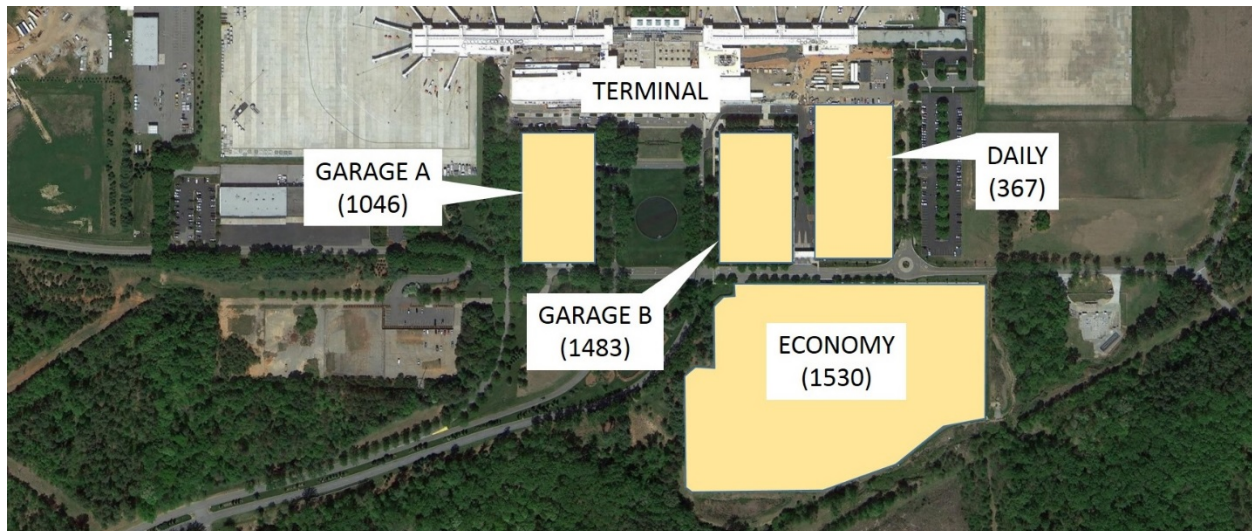 TERMINAL
GARAGE A
(1046)
DAILY
(367)
GARAGE B
(1483)
ECONOMY
(1530)